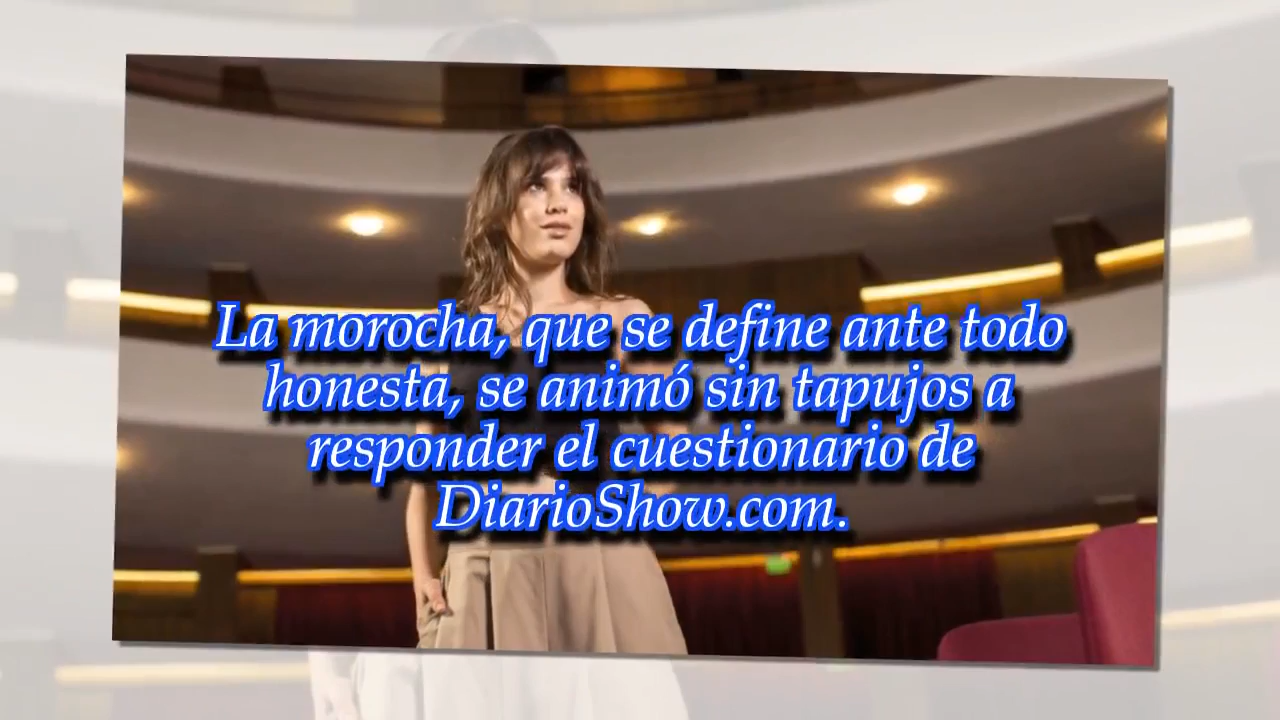 La morocha, que se define ante todo
honesta, se animó sin tapujos a
responder el cuestionario de
DiarioShow.com.